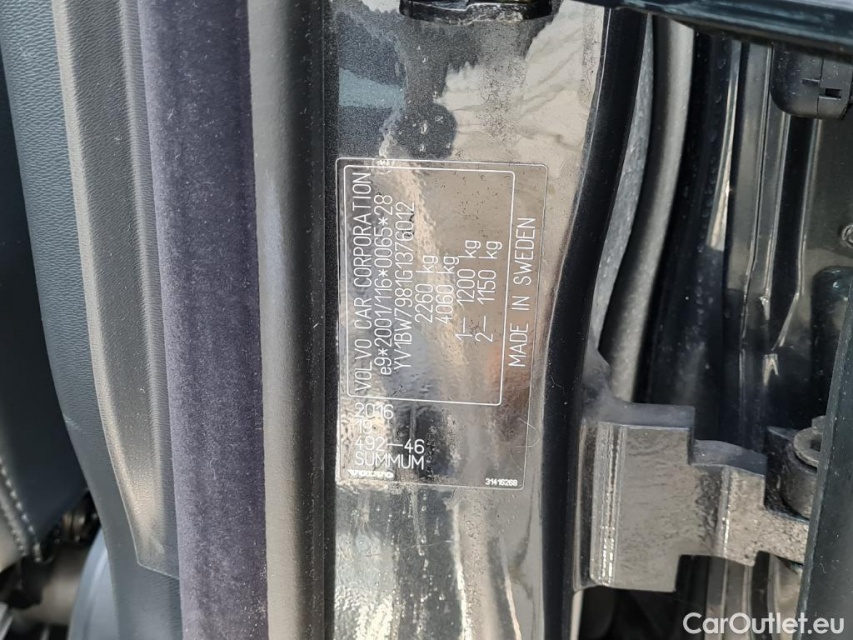 VOLVO CAR CORPORATION
e9*2001/116*0065*28
YV1BW7981G1376012
2260 kg
4060 kg
1– 1200 kg
2– 1150 kg
MADE IN SWEDEN
2016
19
492–46
SUMMUM
VOLVO
31416268
CarOutlet.eu